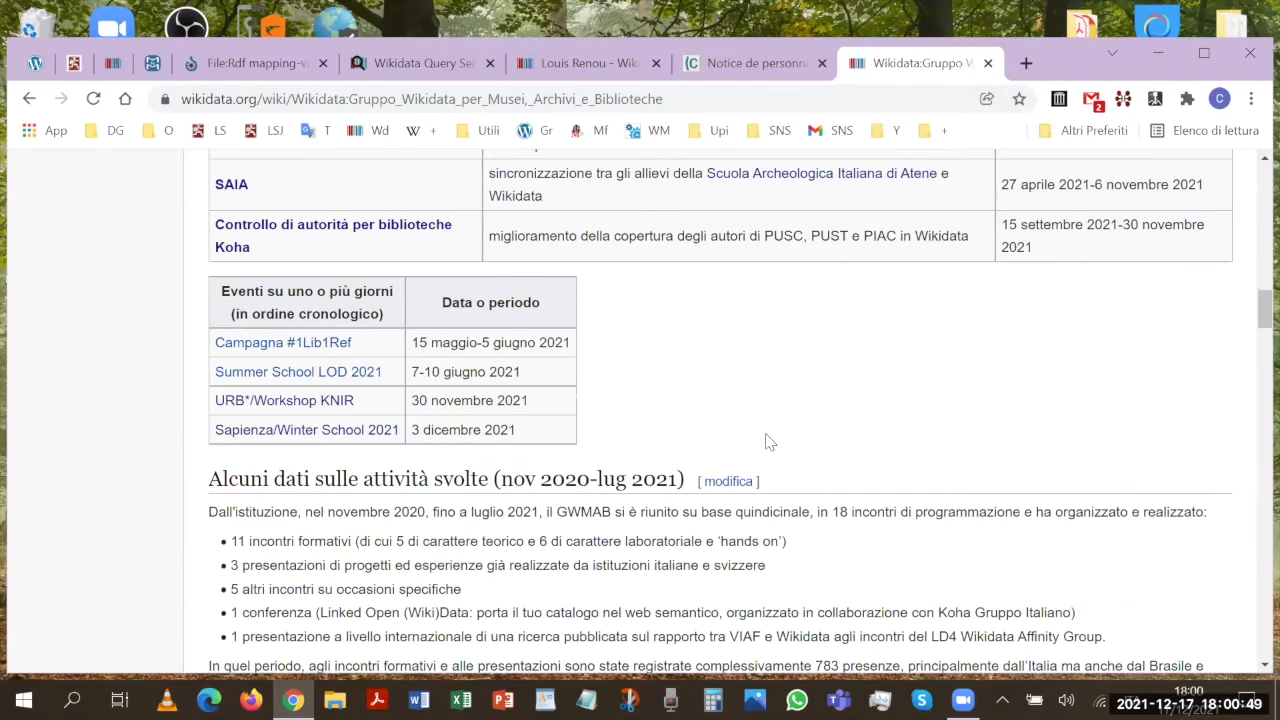 File:Rdf mapping-v
Wikidata Query Ser
Louis Renou - Wik
Notice de personn
Wikidata:Gruppo W
wikidata.org/wiki/Wikidata:Gruppo_Wikidata_per_Musei,_Archivi_e_Biblioteche
2
C
App DG O LS LSJ T Wd + Utili Gr Mf WM Upi SNS SNS Y + Altri Preferiti Elenco di lettura
SAIA
sincronizzazione tra gli allievi della Scuola Archeologica Italiana di Atene e
Wikidata
27 aprile 2021-6 novembre 2021
Controllo di autorità per biblioteche
Koha
miglioramento della copertura degli autori di PUSC, PUST e PIAC in Wikidata
15 settembre 2021-30 novembre
2021
Eventi su uno o più giorni
(in ordine cronologico)
Data o periodo
Campagna #1Lib1Ref 15 maggio-5 giugno 2021
Summer School LOD 2021 7-10 giugno 2021
URB*/Workshop KNIR 30 novembre 2021
Sapienza/Winter School 2021 3 dicembre 2021
Alcuni dati sulle attività svolte (nov 2020-lug 2021) [ modifica ]
Dall'istituzione, nel novembre 2020, fino a luglio 2021, il GWMAB si è riunito su base quindicinale, in 18 incontri di programmazione e ha organizzato e realizzato:
• 11 incontri formativi (di cui 5 di carattere teorico e 6 di carattere laboratoriale e ‘hands on’)
• 3 presentazioni di progetti ed esperienze già realizzate da istituzioni italiane e svizzere
• 5 altri incontri su occasioni specifiche
• 1 conferenza (Linked Open (Wiki)Data: porta il tuo catalogo nel web semantico, organizzato in collaborazione con Koha Gruppo Italiano)
• 1 presentazione a livello internazionale di una ricerca pubblicata sul rapporto tra VIAF e Wikidata agli incontri del LD4 Wikidata Affinity Group.
In quel periodo, agli incontri formativi e alle presentazioni sono state registrate complessivamente 783 presenze, principalmente dall'Italia ma anche dal Brasile e
18:00
2021-12-17 18:00:49